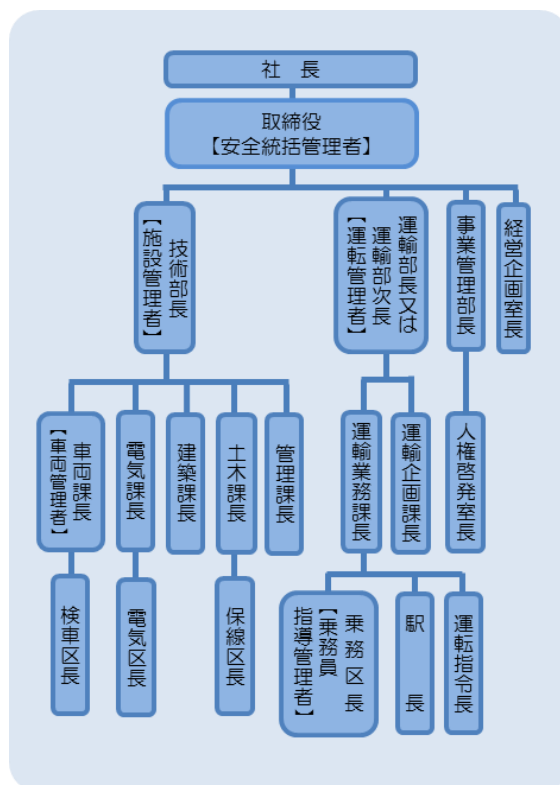 社　長
取締役
【安全統括管理者】
技術部長
【施設管理者】
運輸部長又は
運輸部次長
【運転管理者】
事業管理部長
経営企画室長
車両課長
【車両管理者】
電気課長
建築課長
土木課長
管理課長
運輸業務課長
運輸企画課長
人権啓発室長
検車区長
電気区長
保線区長
乗務区長
【乗務員
指導管理者】
駅　長
運転指令長